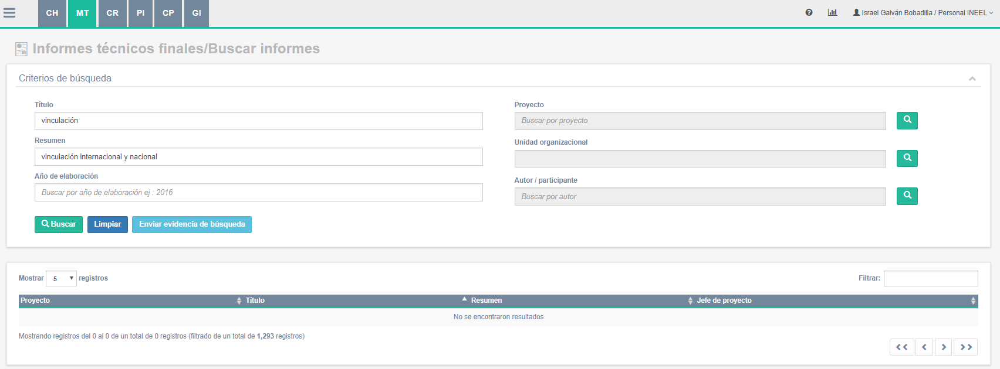 CH MT CR PI CP GI Israel Galván Bobadilla / Personal INEEL
Informes técnicos finales/Buscar informes
Criterios de búsqueda
Título
vinculación
Resumen
vinculación internacional y nacional
Año de elaboración
Buscar por año de elaboración ej : 2016
Proyecto
Buscar por proyecto
Unidad organizacional
Autor / participante
Buscar por autor
Buscar Limpiar Enviar evidencia de búsqueda
Mostrar 5 registros Filtrar:
Proyecto Título Resumen Jefe de proyecto
No se encontraron resultados
Mostrando registros del 0 al 0 de un total de 0 registros (filtrado de un total de 1,293 registros)